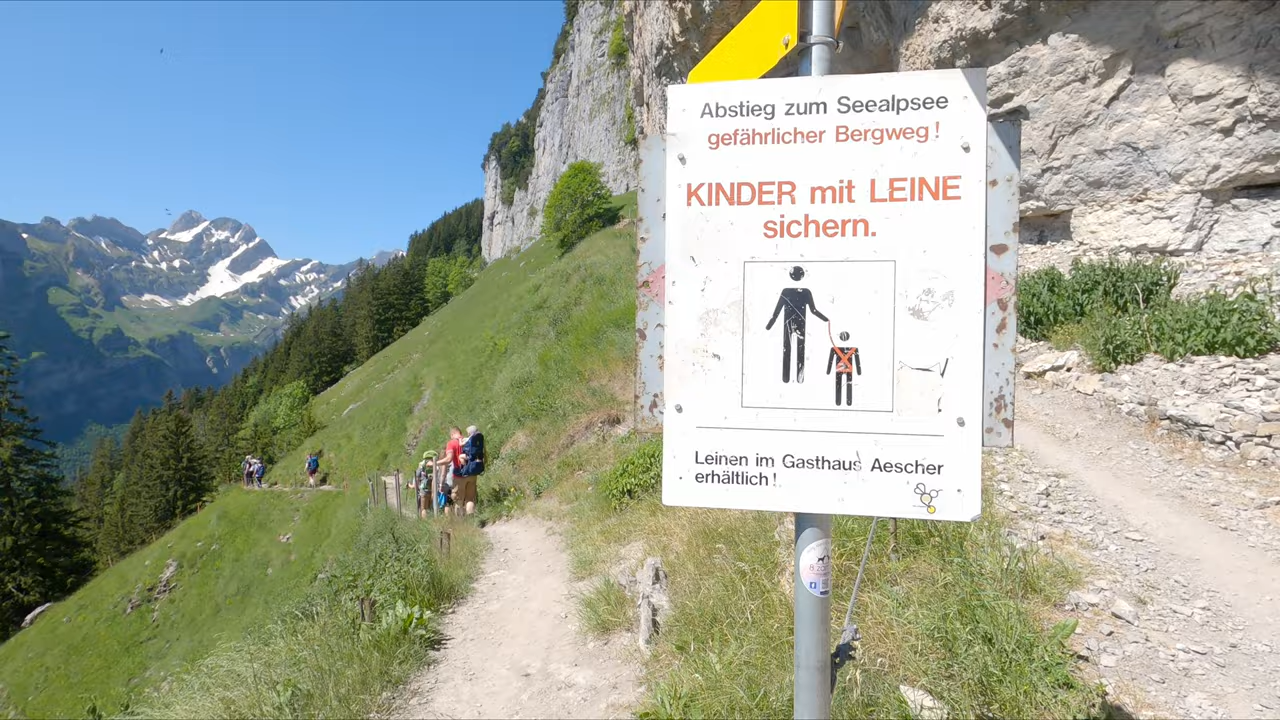 Abstieg zum Seealpsee
gefährlicher Bergweg!
KINDER mit LEINE
sichern.
Leinen im Gasthaus Aescher
erhältlich!